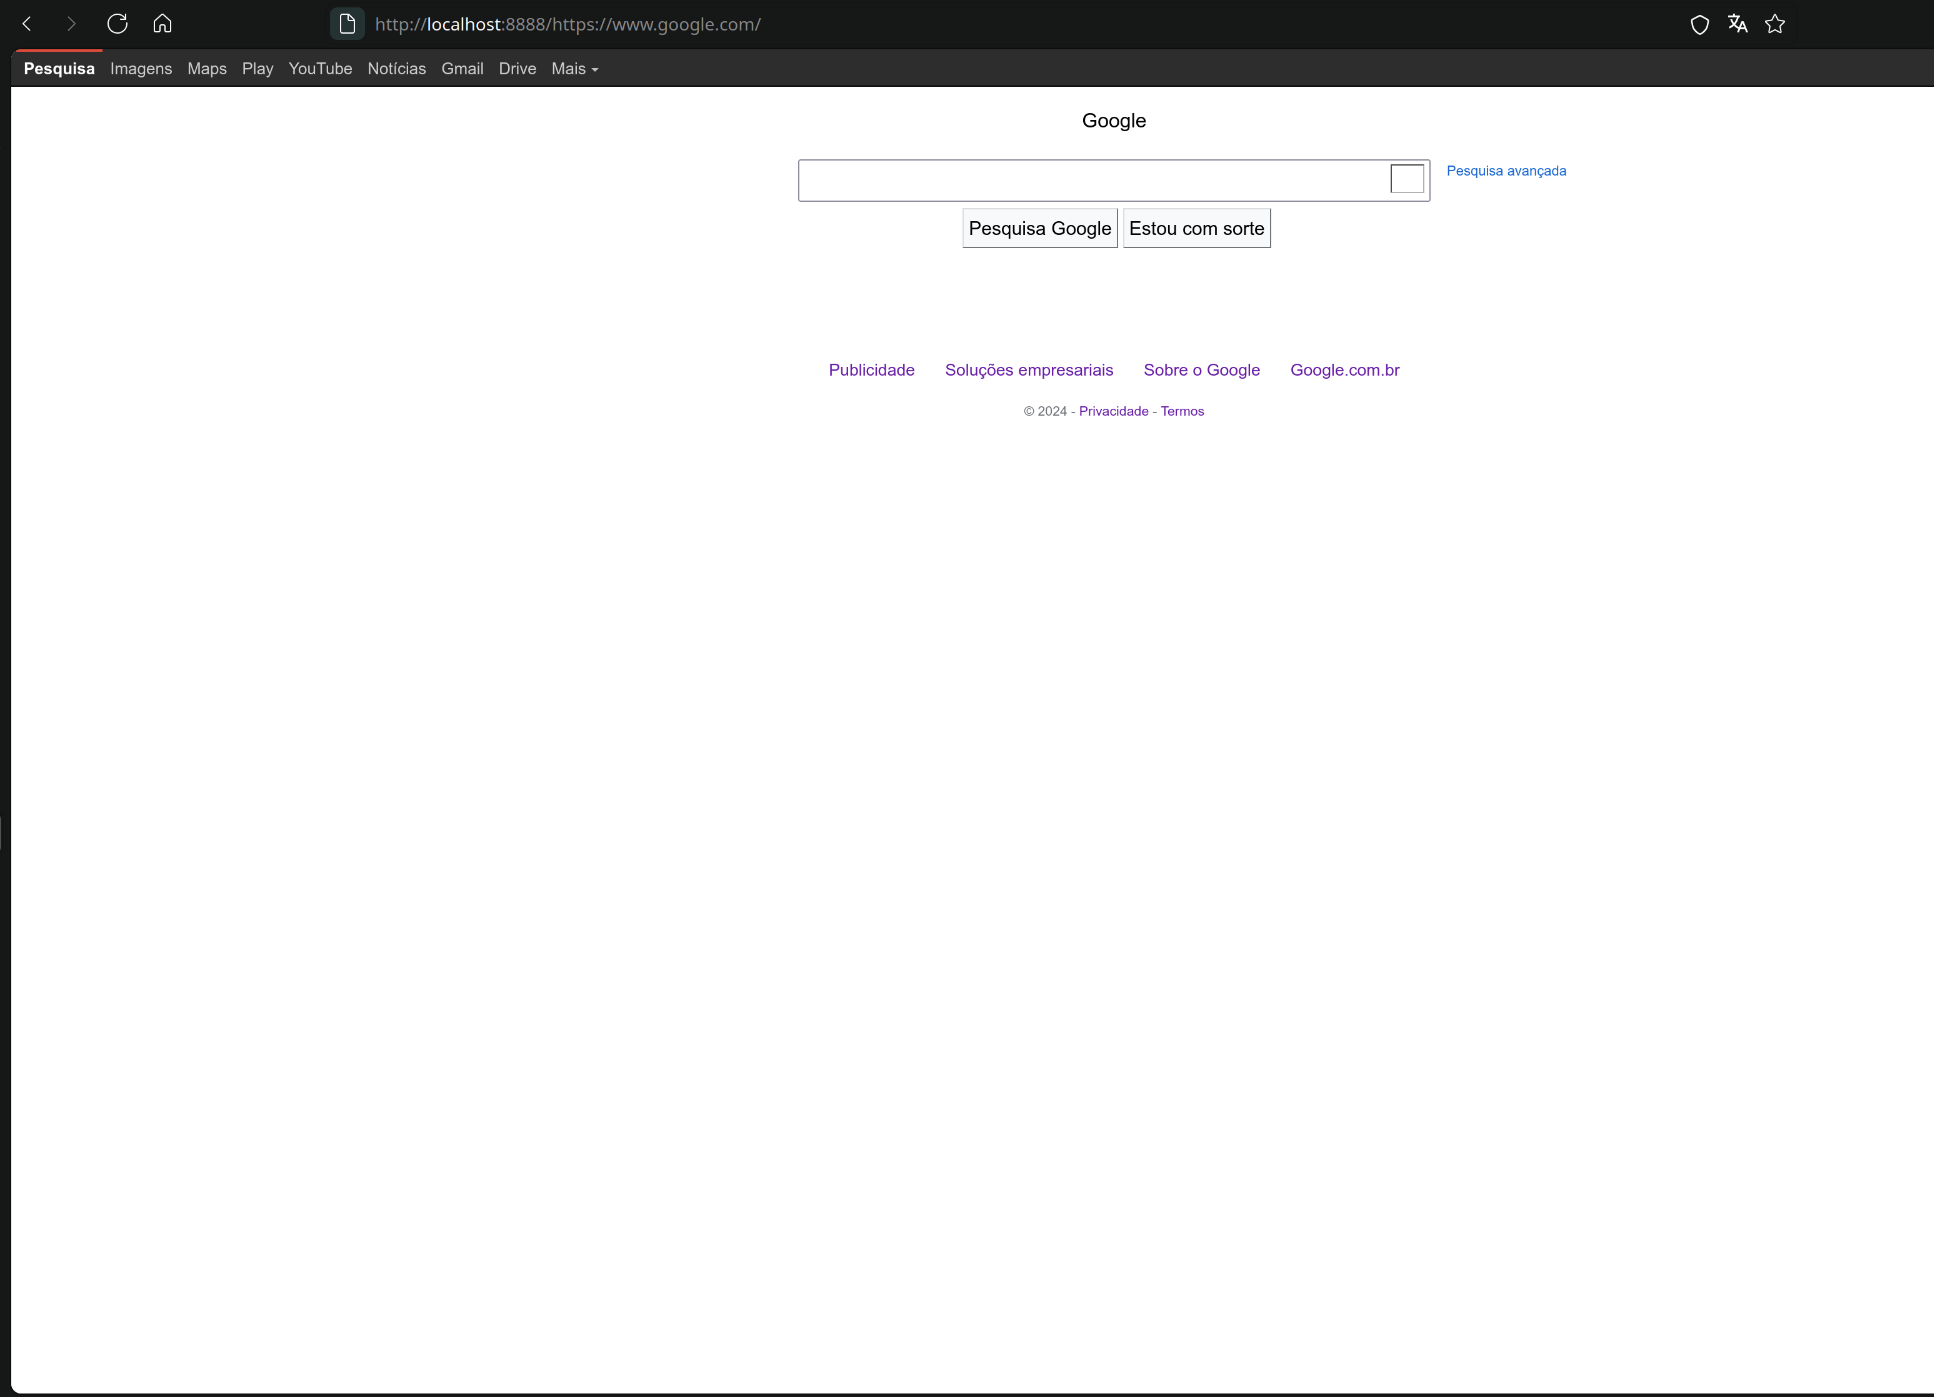 http://localhost:8888/https://www.google.com/
Pesquisa Imagens Maps Play YouTube Notícias Gmail Drive Mais
Google
Pesquisa avançada
Pesquisa Google Estou com sorte
Publicidade Soluções empresariais Sobre o Google Google.com.br
© 2024 - Privacidade - Termos